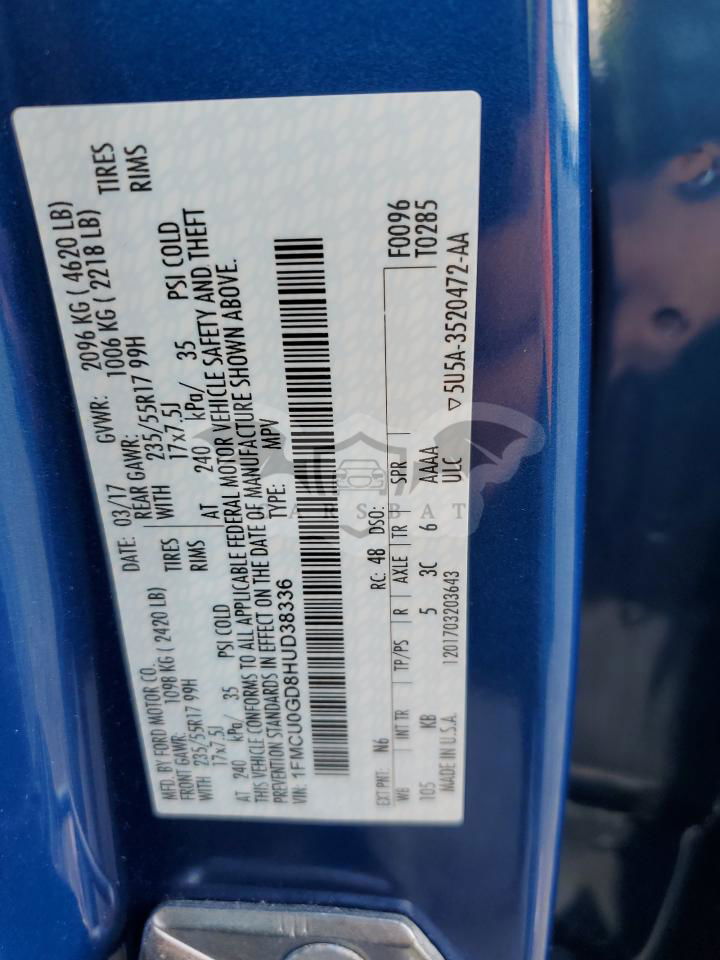 MFD. BY FORD MOTOR CO.
DATE: 03/17 GVWR: 2096 KG ( 4620 LB)
FRONT GAWR: 1098 KG ( 2420 LB)
REAR GAWR: 1006 KG ( 2218 LB)
WITH 235/55R17 99H TIRES
WITH 235/55R17 99H TIRES
17x7.5J RIMS
17x7.5J RIMS
AT 240 kPa/ 35 PSI COLD
AT 240 kPa/ 35 PSI COLD
THIS VEHICLE CONFORMS TO ALL APPLICABLE FEDERAL MOTOR VEHICLE SAFETY AND THEFT
PREVENTION STANDARDS IN EFFECT ON THE DATE OF MANUFACTURE SHOWN ABOVE.
VIN: 1FMCU0GD8HUD38336 TYPE: MPV
EXT PNT: N6 RC: 48 DSO: F0096
T0285
WB INT TR TP/PS R AXLE TR SPR
105 KB 5 3C 6 AAAA
MADE IN U.S.A. 1201703203643 ULC ▽ 5U5A-3520472-AA
CARSBAT